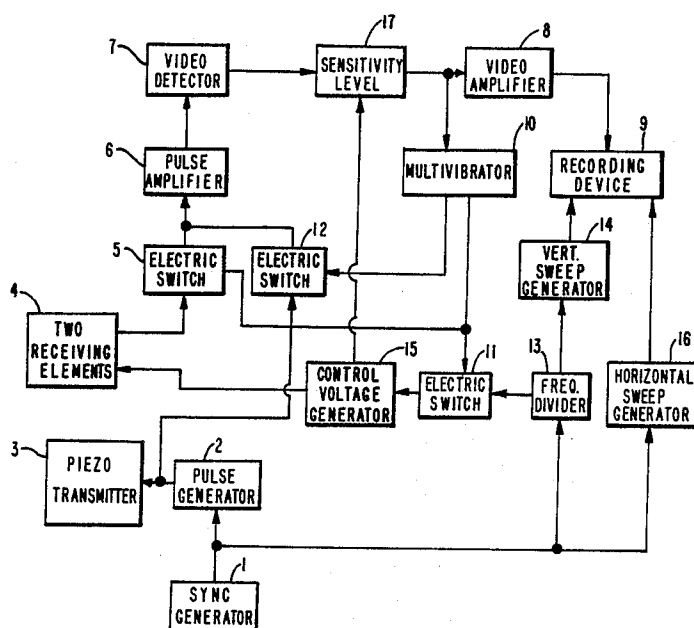 17
7
8
VIDEO
DETECTOR
SENSITIVITY
LEVEL
VIDEO
AMPLIFIER
10
9
6
PULSE
AMPLIFIER
MULTIVIBRATOR
RECORDING
DEVICE
12
14
5
ELECTRIC
SWITCH
ELECTRIC
SWITCH
VERT.
SWEEP
GENERATOR
4
TWO
RECEIVING
ELEMENTS
15
11
13
16
CONTROL
VOLTAGE
GENERATOR
ELECTRIC
SWITCH
FREQ.
DIVIDER
HORIZONTAL
SWEEP
GENERATOR
3
2
PIEZO
TRANSMITTER
PULSE
GENERATOR
1
SYNC
GENERATOR